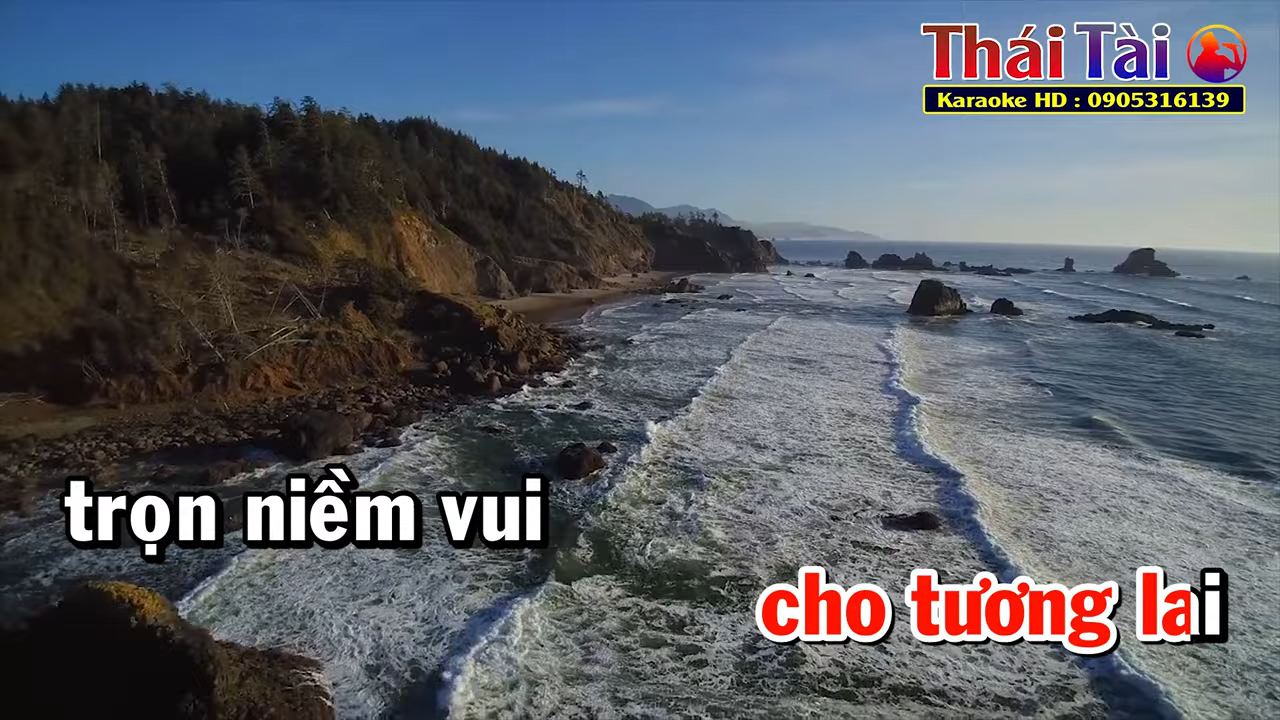 Thái Tài
Karaoke HD : 0905316139
trọn niềm vui
cho tương lai